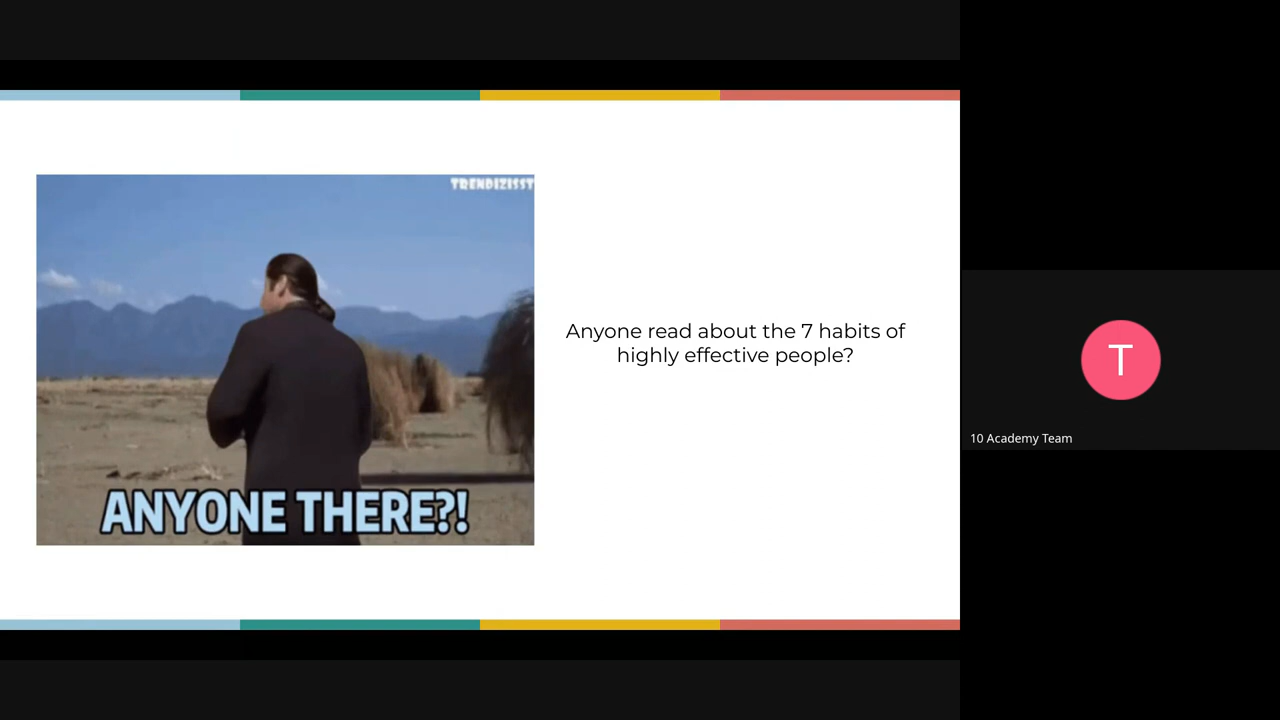 TRENDIZISST
ANYONE THERE?!
Anyone read about the 7 habits of
highly effective people?
T
10 Academy Team